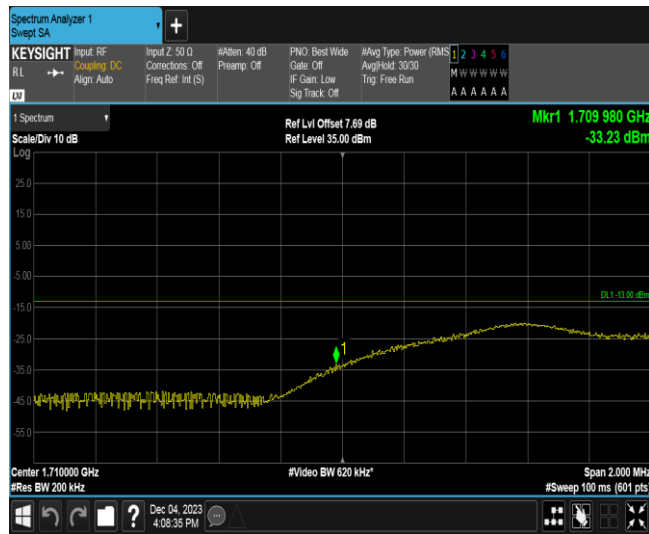 Spectrum Analyzer 1
Swept SA
+
KEYSIGHT Input: RF Input Z: 50 Ω #Atten: 40 dB PNO: Best Wide #Avg Type: Power (RMS 1 2 3 4 5 6
RL Coupling: DC Corrections: Off Preamp: Off Gate: Off Avg|Hold: 30/30 M W W W W W
Align: Auto Freq Ref: Int (S) IF Gain: Low Trig: Free Run
LXI Sig Track: Off A A A A A A
1 Spectrum Ref Lvl Offset 7.69 dB Mkr1 1.709 980 GHz
Scale/Div 10 dB Ref Level 35.00 dBm -33.23 dBm
Log
25.0
15.0
5.00
-5.00
DL1 -13.00 dBm
-15.0
-25.0
1
-35.0
-45.0
-55.0
Center 1.710000 GHz #Video BW 620 kHz* Span 2.000 MHz
#Res BW 200 kHz #Sweep 100 ms (601 pts
? Dec 04, 2023
4:08:35 PM